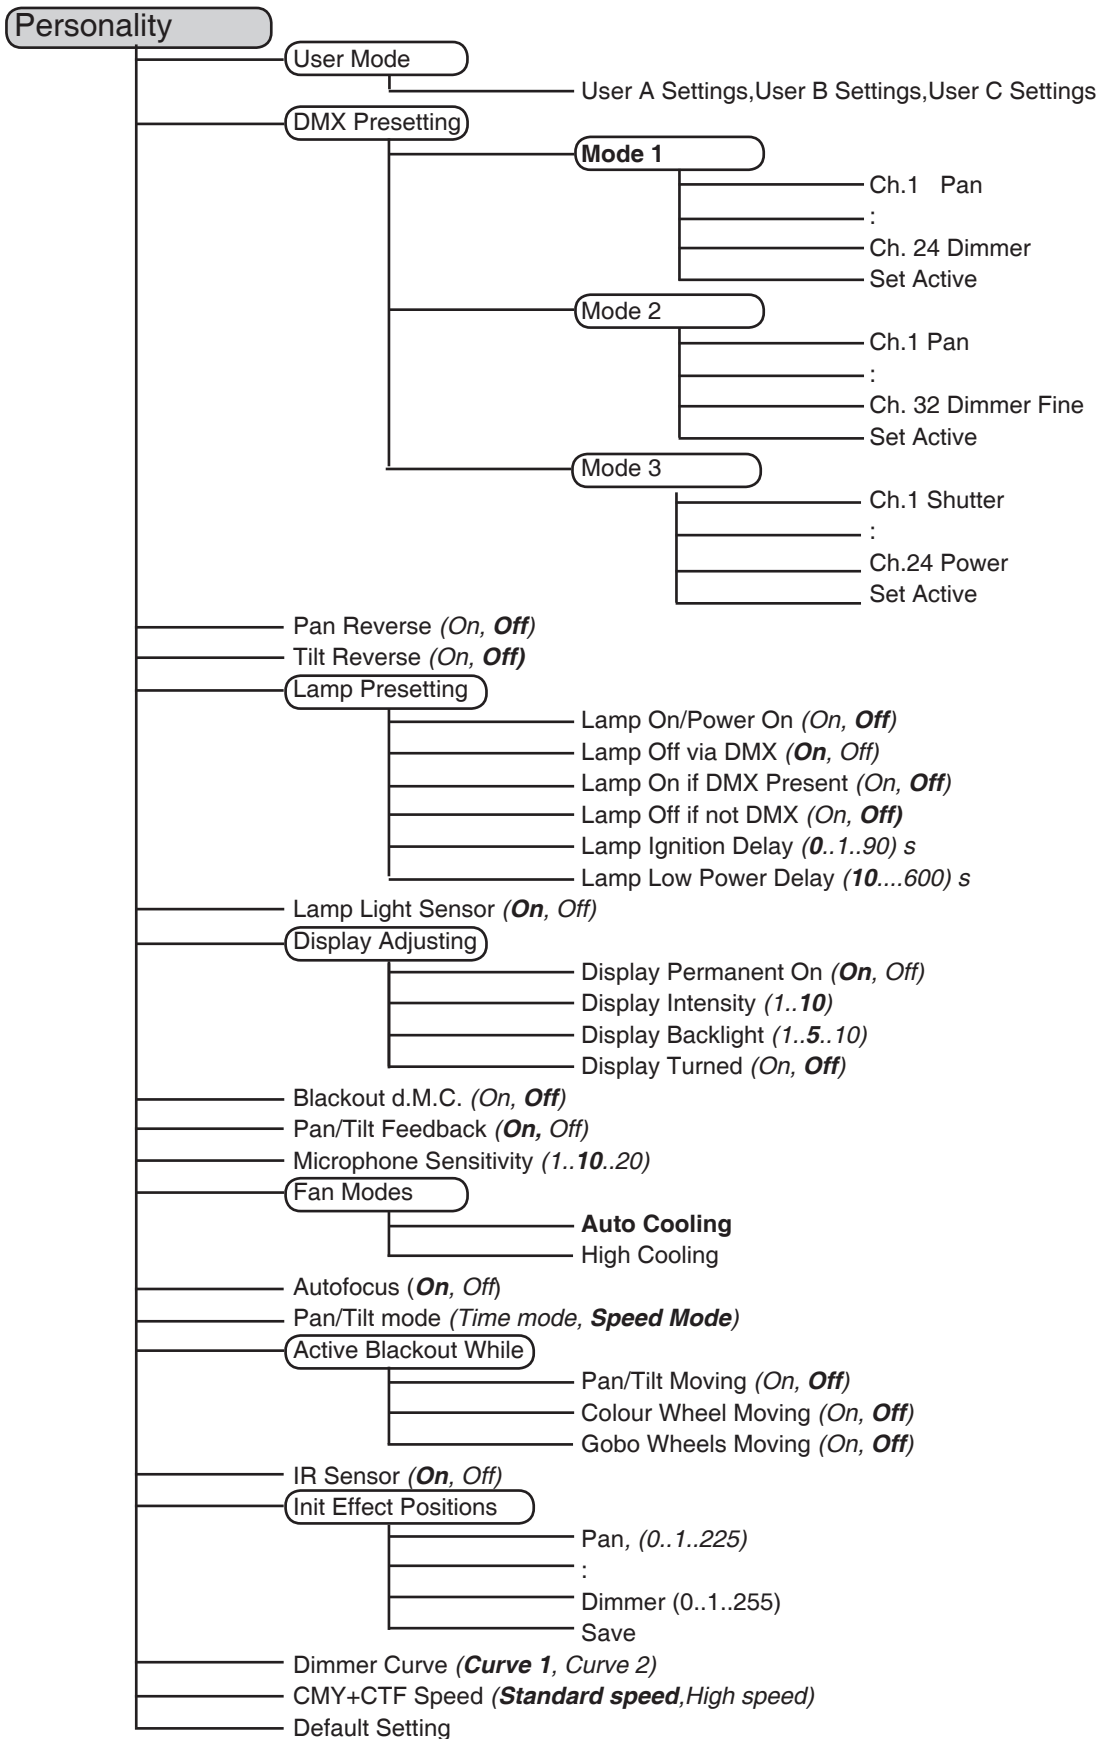 Personality
User Mode
User A Settings,User B Settings,User C Settings
DMX Presetting
Mode 1
Ch.1 Pan
:
Ch. 24 Dimmer
Set Active
Mode 2
Ch.1 Pan
:
Ch. 32 Dimmer Fine
Set Active
Mode 3
Ch.1 Shutter
:
Ch.24 Power
Set Active
Pan Reverse (On, Off)
Tilt Reverse (On, Off)
Lamp Presetting
Lamp On/Power On (On, Off)
Lamp Off via DMX (On, Off)
Lamp On if DMX Present (On, Off)
Lamp Off if not DMX (On, Off)
Lamp Ignition Delay (0..1..90) s
Lamp Low Power Delay (10....600) s
Lamp Light Sensor (On, Off)
Display Adjusting
Display Permanent On (On, Off)
Display Intensity (1..10)
Display Backlight (1..5..10)
Display Turned (On, Off)
Blackout d.M.C. (On, Off)
Pan/Tilt Feedback (On, Off)
Microphone Sensitivity (1..10..20)
Fan Modes
Auto Cooling
High Cooling
Autofocus (On, Off)
Pan/Tilt mode (Time mode, Speed Mode)
Active Blackout While
Pan/Tilt Moving (On, Off)
Colour Wheel Moving (On, Off)
Gobo Wheels Moving (On, Off)
IR Sensor (On, Off)
Init Effect Positions
Pan, (0..1..225)
:
Dimmer (0..1..255)
Save
Dimmer Curve (Curve 1, Curve 2)
CMY+CTF Speed (Standard speed,High speed)
Default Setting